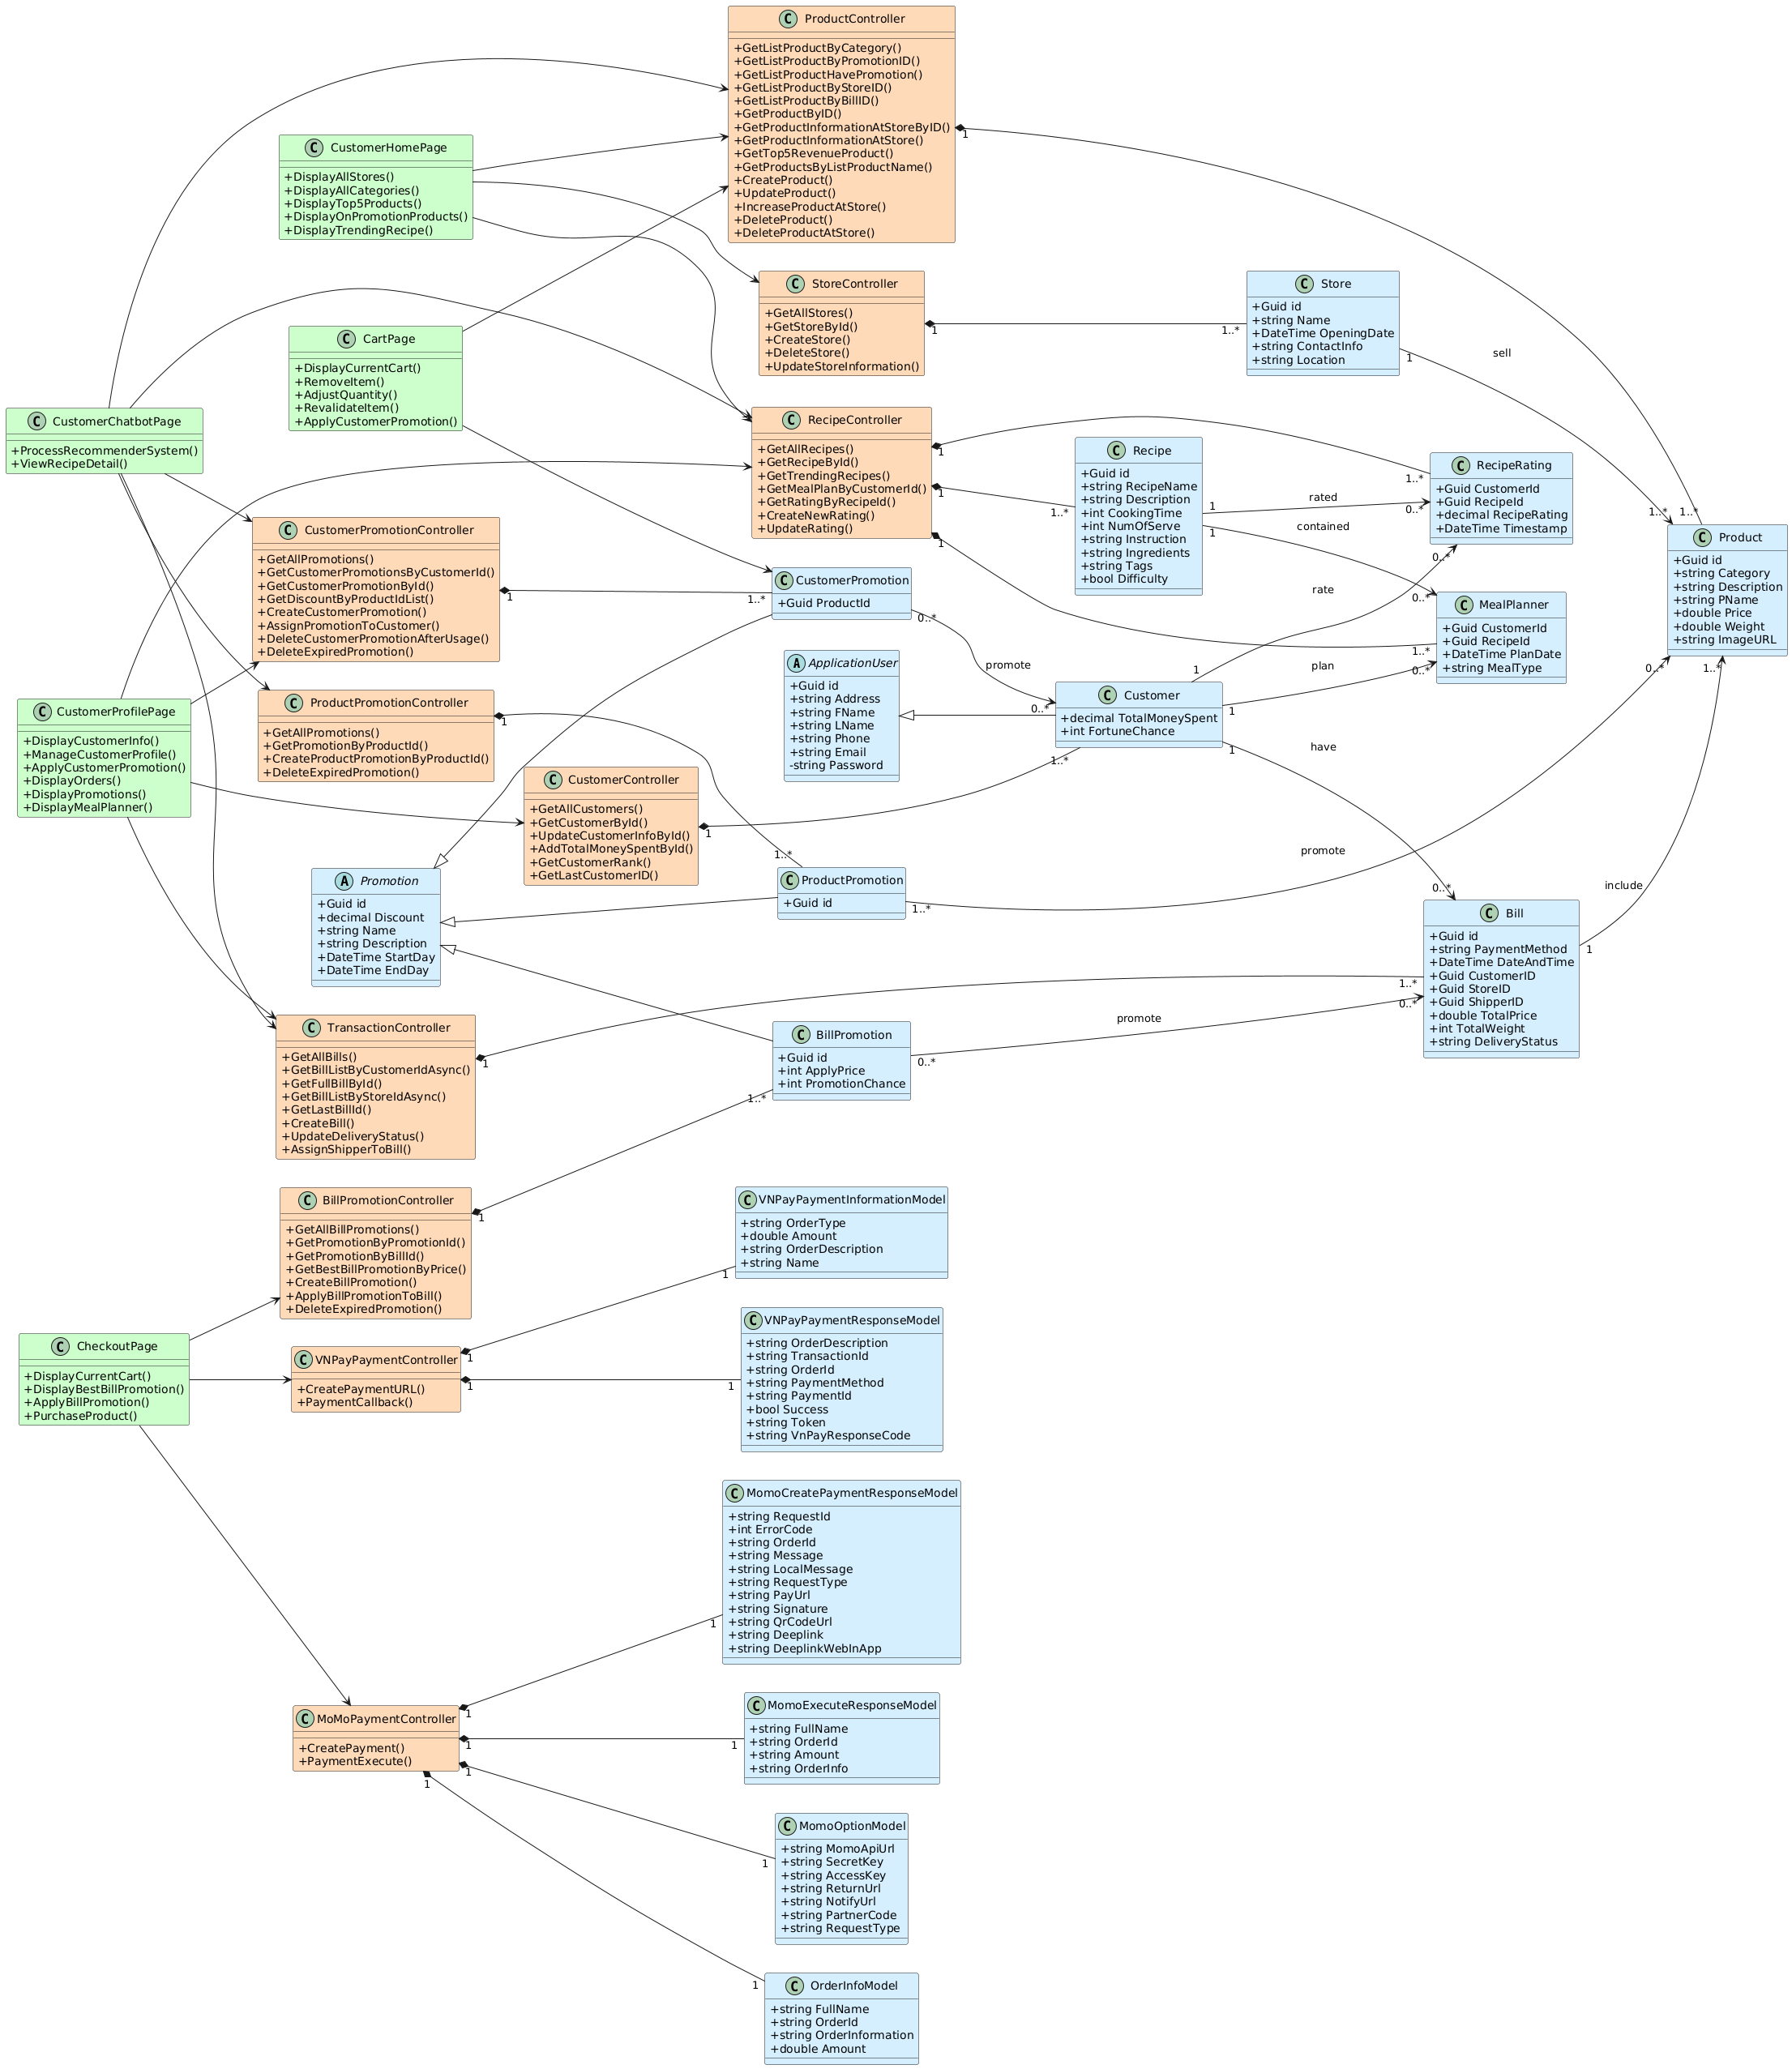 ProductController
+GetListProductByCategory()
+GetListProductByPromotionID()
+GetListProductHavePromotion()
+GetListProductByStoreID()
+GetListProductByBillID()
+GetProductByID()
+GetProductInformationAtStoreByID()
+GetProductInformationAtStore()
+GetTop5RevenueProduct()
+GetProductsByListProductName()
+CreateProduct()
+UpdateProduct()
+IncreaseProductAtStore()
+DeleteProduct()
+DeleteProductAtStore()
1
CustomerHomePage
+DisplayAllStores()
+DisplayAllCategories()
+DisplayTop5Products()
+DisplayOnPromotionProducts()
+DisplayTrendingRecipe()
StoreController
+GetAllStores()
+GetStoreById()
+CreateStore()
+DeleteStore()
+UpdateStoreInformation()
1
1..*
Store
+Guid id
+string Name
+DateTime OpeningDate
+string ContactInfo
+string Location
1
sell
1..*
1..*
CartPage
+DisplayCurrentCart()
+RemoveItem()
+AdjustQuantity()
+RevalidateItem()
+ApplyCustomerPromotion()
CustomerChatbotPage
+ProcessRecommenderSystem()
+ViewRecipeDetail()
RecipeController
+GetAllRecipes()
+GetRecipeById()
+GetTrendingRecipes()
+GetMealPlanByCustomerId()
+GetRatingByRecipeId()
+CreateNewRating()
+UpdateRating()
1
1
1
1..*
Recipe
+Guid id
+string RecipeName
+string Description
+int CookingTime
+int NumOfServe
+string Instruction
+string Ingredients
+string Tags
+bool Difficulty
1
rated
1
contained
1..*
0..*
RecipeRating
+Guid CustomerId
+Guid RecipeId
+decimal RecipeRating
+DateTime Timestamp
0..*
rate
0..*
MealPlanner
+Guid CustomerId
+Guid RecipeId
+DateTime PlanDate
+string MealType
1..*
plan
0..*
Product
+Guid id
+string Category
+string Description
+string PName
+double Price
+double Weight
+string ImageURL
0..*
1..*
CustomerPromotionController
+GetAllPromotions()
+GetCustomerPromotionsByCustomerId()
+GetCustomerPromotionById()
+GetDiscountByProductIdList()
+CreateCustomerPromotion()
+AssignPromotionToCustomer()
+DeleteCustomerPromotionAfterUsage()
+DeleteExpiredPromotion()
1
1..*
CustomerPromotion
+Guid ProductId
0..*
promote
0..*
ApplicationUser
+Guid id
+string Address
+string FName
+string LName
+string Phone
+string Email
-string Password
Customer
+decimal TotalMoneySpent
+int FortuneChance
1
1
1
1..*
have
CustomerProfilePage
+DisplayCustomerInfo()
+ManageCustomerProfile()
+ApplyCustomerPromotion()
+DisplayOrders()
+DisplayPromotions()
+DisplayMealPlanner()
ProductPromotionController
+GetAllPromotions()
+GetPromotionByProductId()
+CreateProductPromotionByProductId()
+DeleteExpiredPromotion()
1
CustomerController
+GetAllCustomers()
+GetCustomerById()
+UpdateCustomerInfoById()
+AddTotalMoneySpentById()
+GetCustomerRank()
+GetLastCustomerID()
1
1..*
ProductPromotion
+Guid id
1..*
promote
Promotion
+Guid id
+decimal Discount
+string Name
+string Description
+DateTime StartDay
+DateTime EndDay
0..*
Bill
+Guid id
+string PaymentMethod
+DateTime DateAndTime
+Guid CustomerID
+Guid StoreID
+Guid ShipperID
+double TotalPrice
+int TotalWeight
+string DeliveryStatus
1
include
1..*
0..*
TransactionController
+GetAllBills()
+GetBillListByCustomerIdAsync()
+GetFullBillById()
+GetBillListByStoreIdAsync()
+GetLastBillId()
+CreateBill()
+UpdateDeliveryStatus()
+AssignShipperToBill()
1
BillPromotion
+Guid id
+int ApplyPrice
+int PromotionChance
0..*
promote
1..*
BillPromotionController
+GetAllBillPromotions()
+GetPromotionByPromotionId()
+GetPromotionByBillId()
+GetBestBillPromotionByPrice()
+CreateBillPromotion()
+ApplyBillPromotionToBill()
+DeleteExpiredPromotion()
1
VNPayPaymentInformationModel
+string OrderType
+double Amount
+string OrderDescription
+string Name
1
CheckoutPage
+DisplayCurrentCart()
+DisplayBestBillPromotion()
+ApplyBillPromotion()
+PurchaseProduct()
VNPayPaymentController
+CreatePaymentURL()
+PaymentCallback()
1
1
1
VNPayPaymentResponseModel
+string OrderDescription
+string TransactionId
+string OrderId
+string PaymentMethod
+string PaymentId
+bool Success
+string Token
+string VnPayResponseCode
MomoCreatePaymentResponseModel
+string RequestId
+int ErrorCode
+string OrderId
+string Message
+string LocalMessage
+string RequestType
+string PayUrl
+string Signature
+string QrCodeUrl
+string Deeplink
+string DeeplinkWebInApp
1
MoMoPaymentController
+CreatePayment()
+PaymentExecute()
1
1
1
1
MomoExecuteResponseModel
+string FullName
+string OrderId
+string Amount
+string OrderInfo
1
MomoOptionModel
+string MomoApiUrl
+string SecretKey
+string AccessKey
+string ReturnUrl
+string NotifyUrl
+string PartnerCode
+string RequestType
1
OrderInfoModel
+string FullName
+string OrderId
+string OrderInformation
+double Amount
1